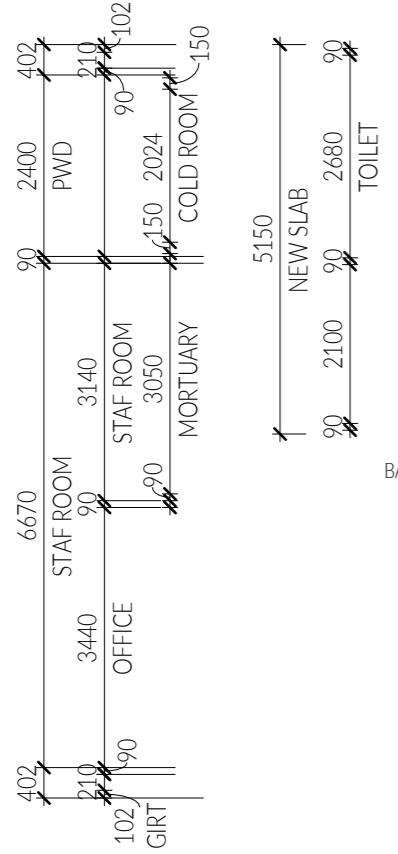 402 6670 90 2400 402
STAF ROOM PWD
210 3440 90 3140 210
102 90 90 102
GIRT OFFICE STAF ROOM
90 3050 150 2024 150
MORTUARY COLD ROOM
5150
NEW SLAB
90 2100 90 2680 90
TOILET
BA